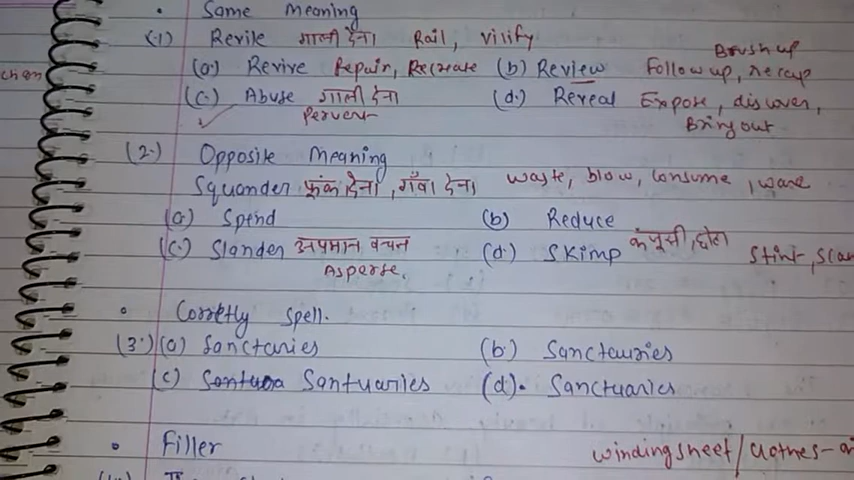 • Same Meaning
(1) Revile गाली देना Rail, vilify
Brush up
(a) Revive Repair, Recreate (b) Review Follow up, recap
(c) Abuse गाली देना (d.) Reveal Expose, discover,
Pervert Bring out
(2.) Opposite Meaning
Squander फूंक देना, गँवा देना waste, blow, consume,
(a) Spend (b) Reduce
(c) Slander अपमान वचन (d) Skimp कंजूसी, Stint,
Asperse,
• Corretly Spell.
(3.) (a) Sanctaries (b.) Sanctauries
(c) Santuaries (d). Sanctuaries
• Filler
winding sheet/Clothes-